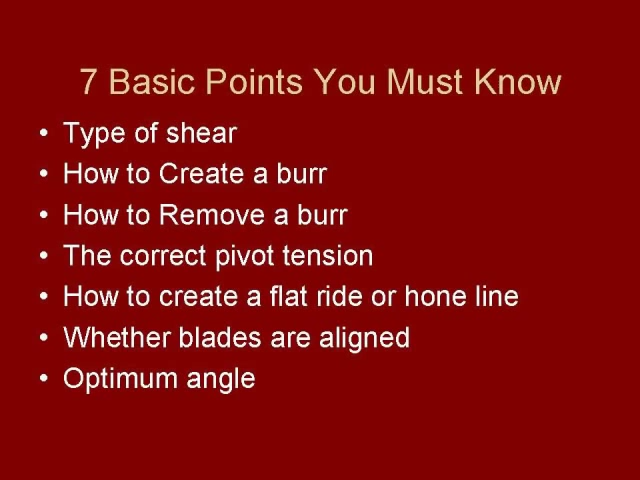 7 Basic Points You Must Know
• Type of shear
• How to Create a burr
• How to Remove a burr
• The correct pivot tension
• How to create a flat ride or hone line
• Whether blades are aligned
• Optimum angle